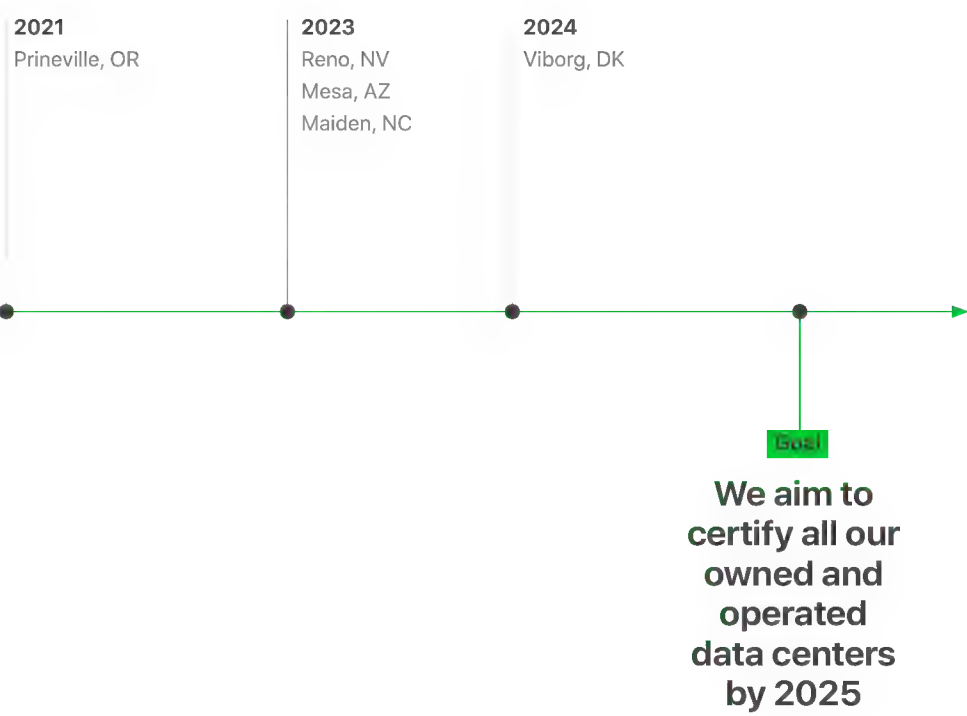 2021
Prineville, OR
2023
Reno, NV
Mesa, AZ
Maiden, NC
2024
Viborg, DK
Goal
We aim to
certify all our
owned and
operated
data centers
by 2025